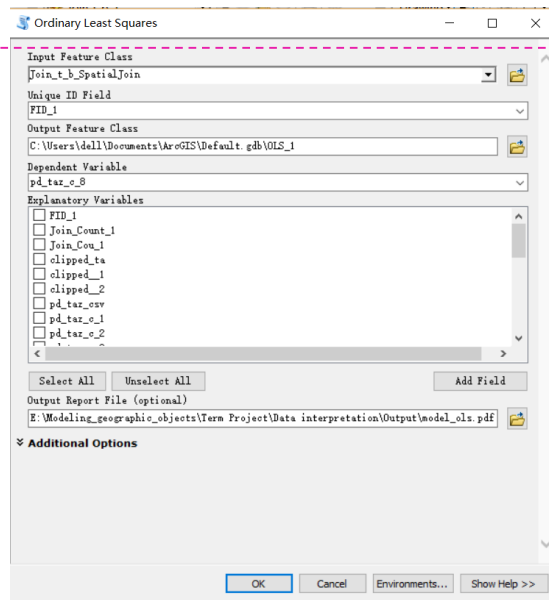 Ordinary Least Squares
Input Feature Class
Join_t_b_SpatialJoin
Unique ID Field
FID_1
Output Feature Class
C:\Users\dell\Documents\ArcGIS\Default.gdb\OLS_1
Dependent Variable
pd_taz_c_8
Explanatory Variables
FID_1
Join_Count_1
Join_Cou_1
clipped_ta
clipped__1
clipped__2
pd_taz_csv
pd_taz_c_1
pd_taz_c_2
Select All Unselect All Add Field
Output Report File (optional)
E:\Modeling_geographic_objects\Term Project\Data interpretation\Output\model_ols.pdf
Additional Options
OK Cancel Environments... Show Help >>